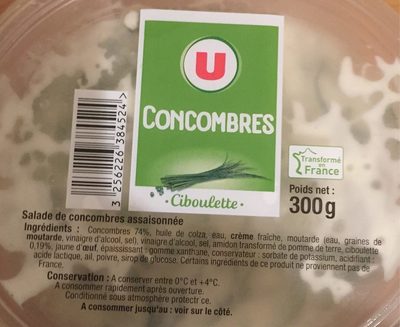 U
CONCOMBRES
• Ciboulette •
3 256226 384524 >
Transformé
en
France
Poids net :
300g
Salade de concombres assaisonnée
Ingrédients : Concombres 74%, huile de colza, eau, crème fraîche, moutarde (eau, graines de
moutarde, vinaigre d'alcool, sel), vinaigre d'alcool, sel, amidon transformé de pomme de terre, ciboulette
0,19%, jaune d'œuf, épaississant : gomme xanthane, conservateur : sorbate de potassium, acidifiant :
acide lactique, ail, poivre, sirop de glucose. Certains ingrédients de ce produit ne proviennent pas de
France.
Conservation : A conserver entre 0°C et +4°C.
A consommer rapidement après ouverture.
Conditionné sous atmosphère protectr ce.
A consommer jusqu'au : voir sur le côté.